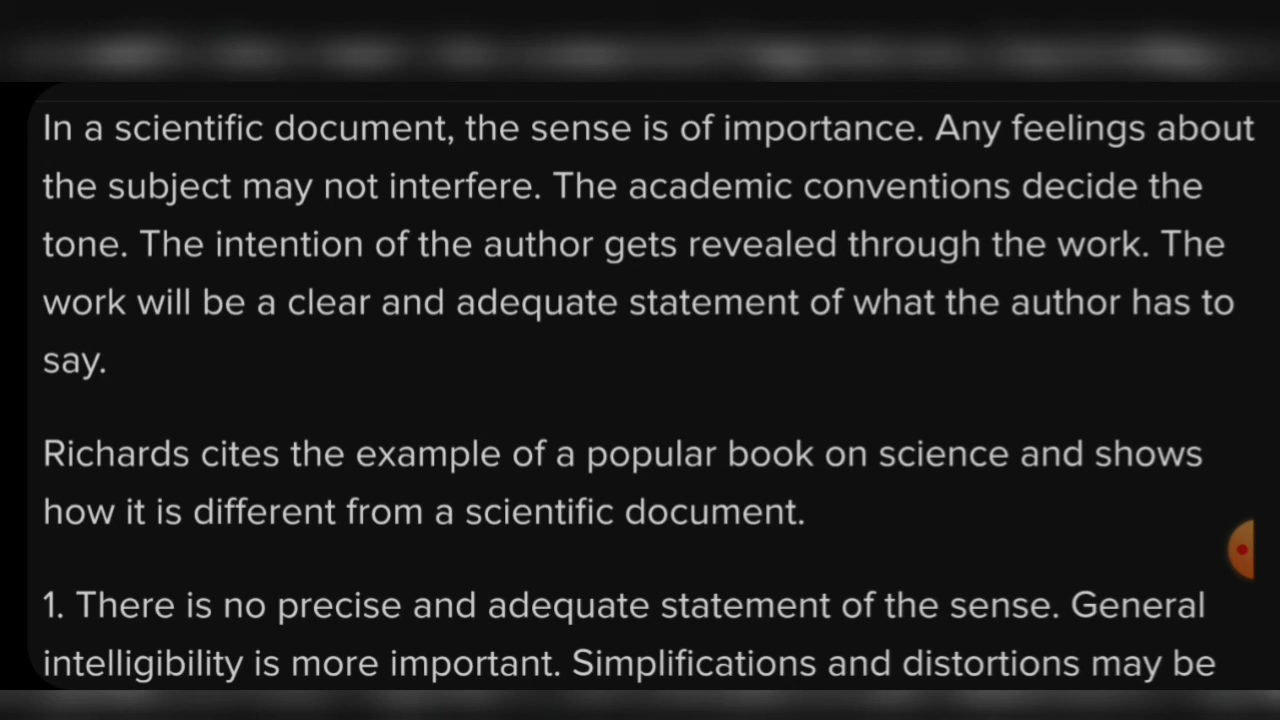 In a scientific document, the sense is of importance. Any feelings about
the subject may not interfere. The academic conventions decide the
tone. The intention of the author gets revealed through the work. The
work will be a clear and adequate statement of what the author has to
say.
Richards cites the example of a popular book on science and shows
how it is different from a scientific document.
1. There is no precise and adequate statement of the sense. General
intelligibility is more important. Simplifications and distortions may be